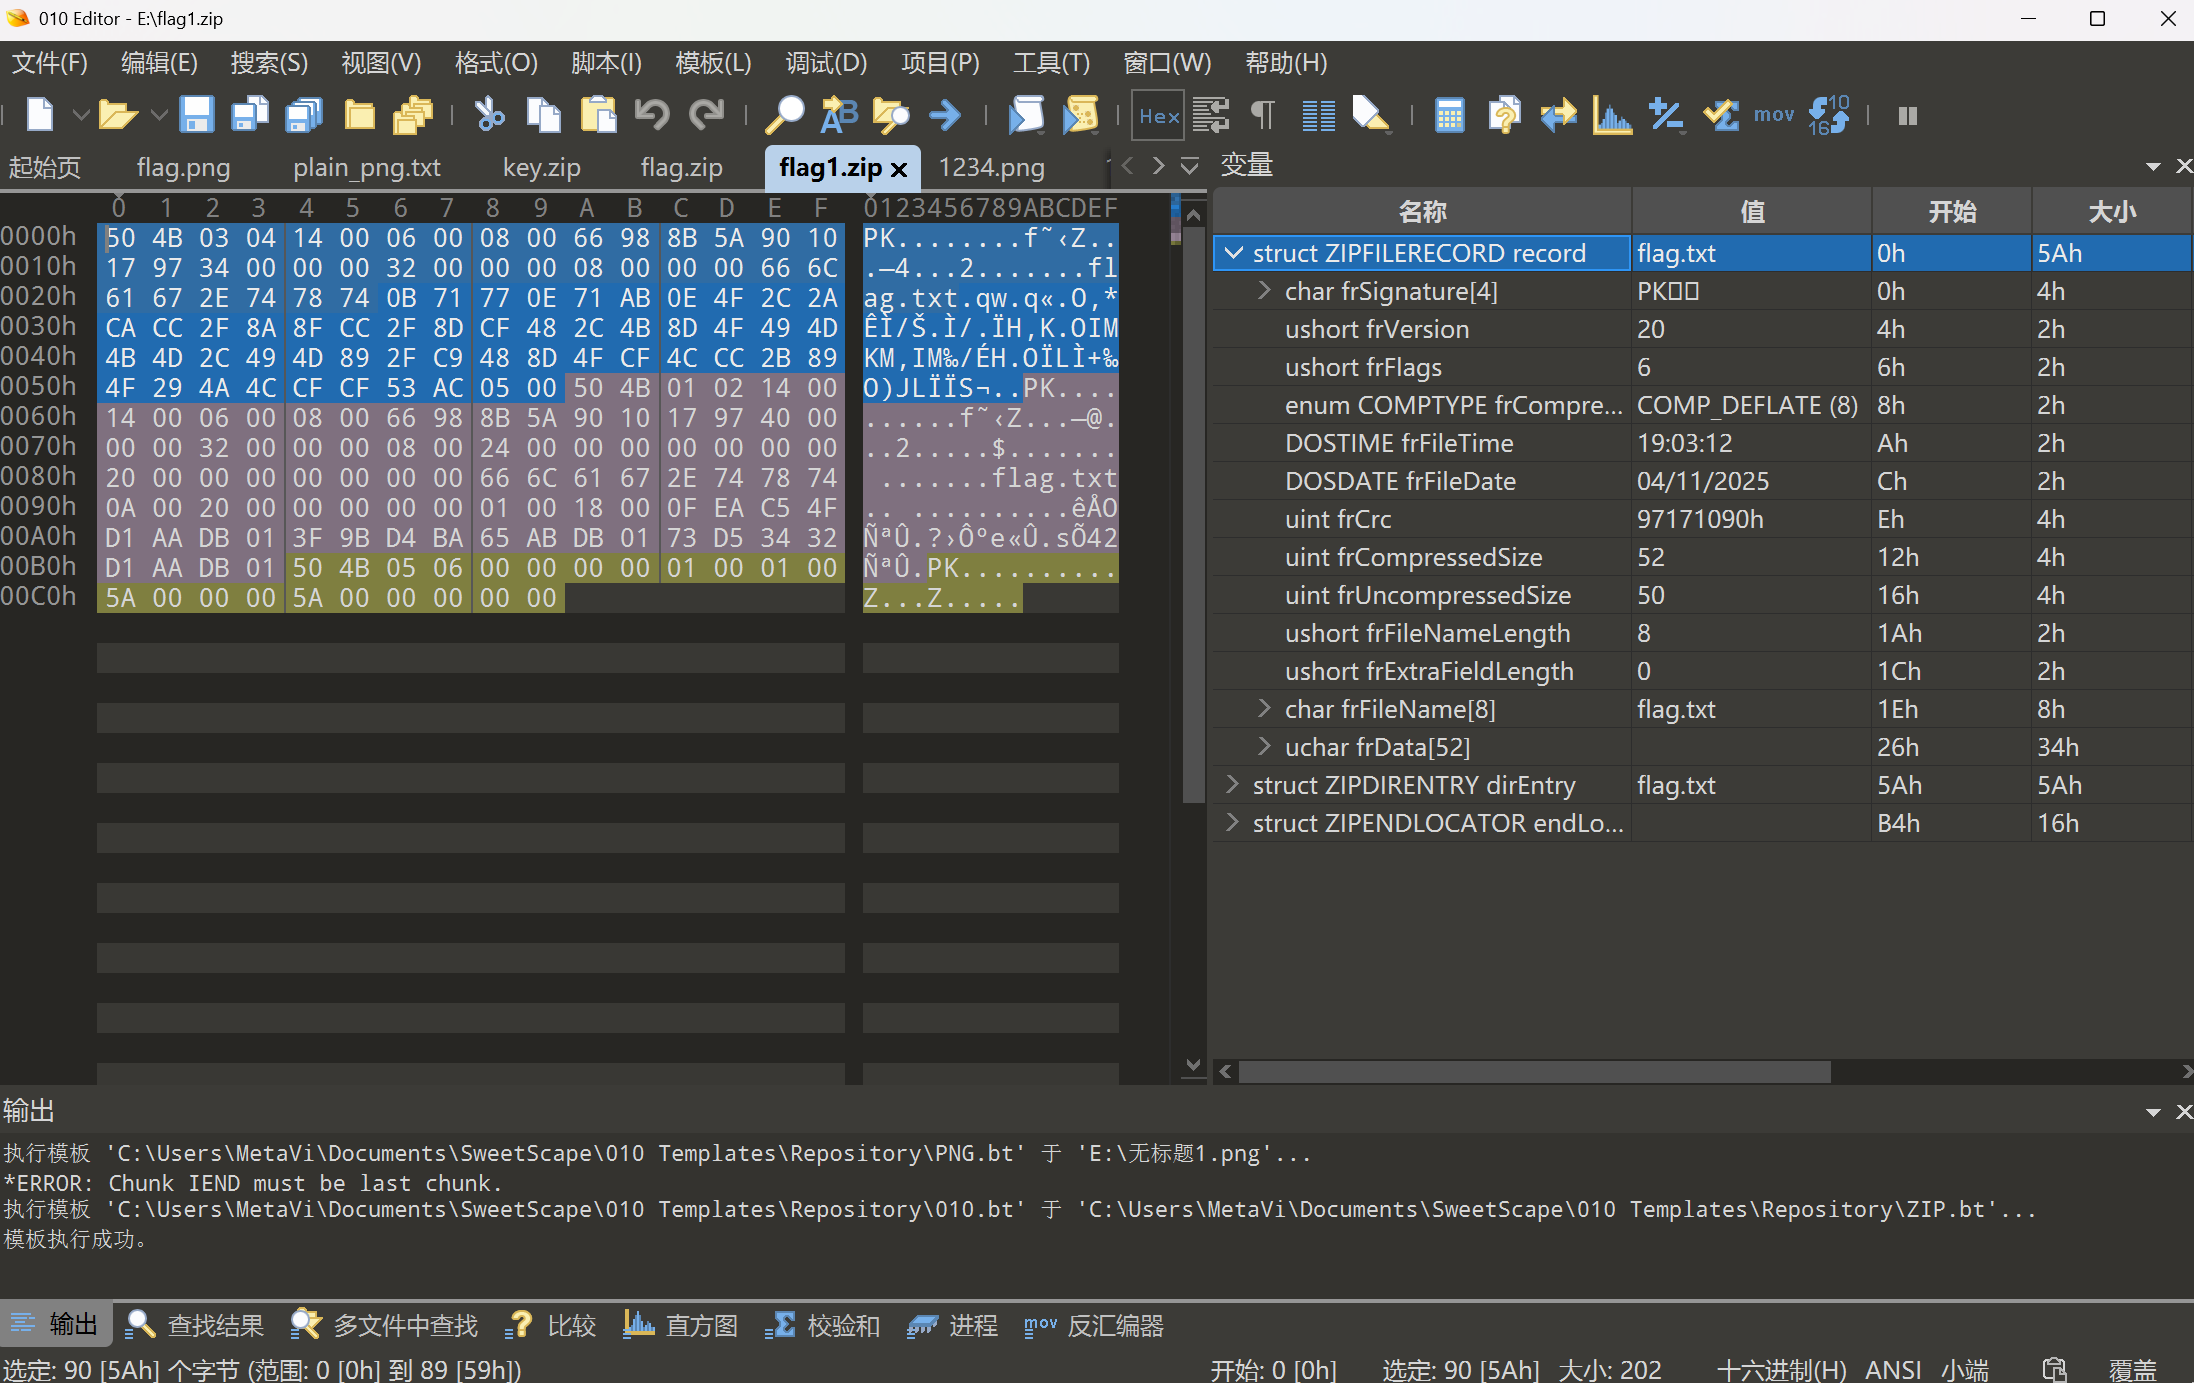 010 Editor - E:\flag1.zip
文件(F) 编辑(E) 搜索(S) 视图(V) 格式(O) 脚本(I) 模板(L) 调试(D) 项目(P) 工具(T) 窗口(W) 帮助(H)
Hex mov
起始页 flag.png plain_png.txt key.zip flag.zip flag1.zip 1234.png
0 1 2 3 4 5 6 7 8 9 A B C D E F 0123456789ABCDEF
0000h 50 4B 03 04 14 00 06 00 08 00 66 98 8B 5A 90 10 PK........f˜‹Z..
0010h 17 97 34 00 00 00 32 00 00 00 08 00 00 00 66 6C .—4...2.......fl
0020h 61 67 2E 74 78 74 0B 71 77 0E 71 AB 0E 4F 2C 2A ag.txt.qw.q«.O,*
0030h CA CC 2F 8A 8F CC 2F 8D CF 48 2C 4B 8D 4F 49 4D ÊÌ/Š.Ì/.ÏH,K.OIM
0040h 4B 4D 2C 49 4D 89 2F C9 48 8D 4F CF 4C CC 2B 89 KM,IM‰/ÉH.OÏLÌ+‰
0050h 4F 29 4A 4C CF CF 53 AC 05 00 50 4B 01 02 14 00 O)JLÏÏS¬..PK....
0060h 14 00 06 00 08 00 66 98 8B 5A 90 10 17 97 40 00 ......f˜‹Z...—@.
0070h 00 00 32 00 00 00 08 00 24 00 00 00 00 00 00 00 ..2.....$.......
0080h 20 00 00 00 00 00 00 00 66 6C 61 67 2E 74 78 74  .......flag.txt
0090h 0A 00 20 00 00 00 00 00 01 00 18 00 0F EA C5 4F .. ..........êÅO
00A0h D1 AA DB 01 3F 9B D4 BA 65 AB DB 01 73 D5 34 32 ÑªÛ.?›Ôºe«Û.sÕ42
00B0h D1 AA DB 01 50 4B 05 06 00 00 00 00 01 00 01 00 ÑªÛ.PK..........
00C0h 5A 00 00 00 5A 00 00 00 00 00 Z...Z.....
变量
名称 值 开始 大小
struct ZIPFILERECORD record flag.txt 0h 5Ah
char frSignature[4] PK 0h 4h
ushort frVersion 20 4h 2h
ushort frFlags 6 6h 2h
enum COMPTYPE frCompre... COMP_DEFLATE (8) 8h 2h
DOSTIME frFileTime 19:03:12 Ah 2h
DOSDATE frFileDate 04/11/2025 Ch 2h
uint frCrc 97171090h Eh 4h
uint frCompressedSize 52 12h 4h
uint frUncompressedSize 50 16h 4h
ushort frFileNameLength 8 1Ah 2h
ushort frExtraFieldLength 0 1Ch 2h
char frFileName[8] flag.txt 1Eh 8h
uchar frData[52] 26h 34h
struct ZIPDIRENTRY dirEntry flag.txt 5Ah 5Ah
struct ZIPENDLOCATOR endLo... B4h 16h
输出
执行模板 'C:\Users\MetaVi\Documents\SweetScape\010 Templates\Repository\PNG.bt' 于 'E:\无标题1.png'...
*ERROR: Chunk IEND must be last chunk.
执行模板 'C:\Users\MetaVi\Documents\SweetScape\010 Templates\Repository\010.bt' 于 'C:\Users\MetaVi\Documents\SweetScape\010 Templates\Repository\ZIP.bt'...
模板执行成功。
输出 查找结果 多文件中查找 比较 直方图 校验和 进程 mov 反汇编器
选定: 90 [5Ah] 个字节 (范围: 0 [0h] 到 89 [59h]) 开始: 0 [0h] 选定: 90 [5Ah] 大小: 202 十六进制(H) ANSI 小端 覆盖